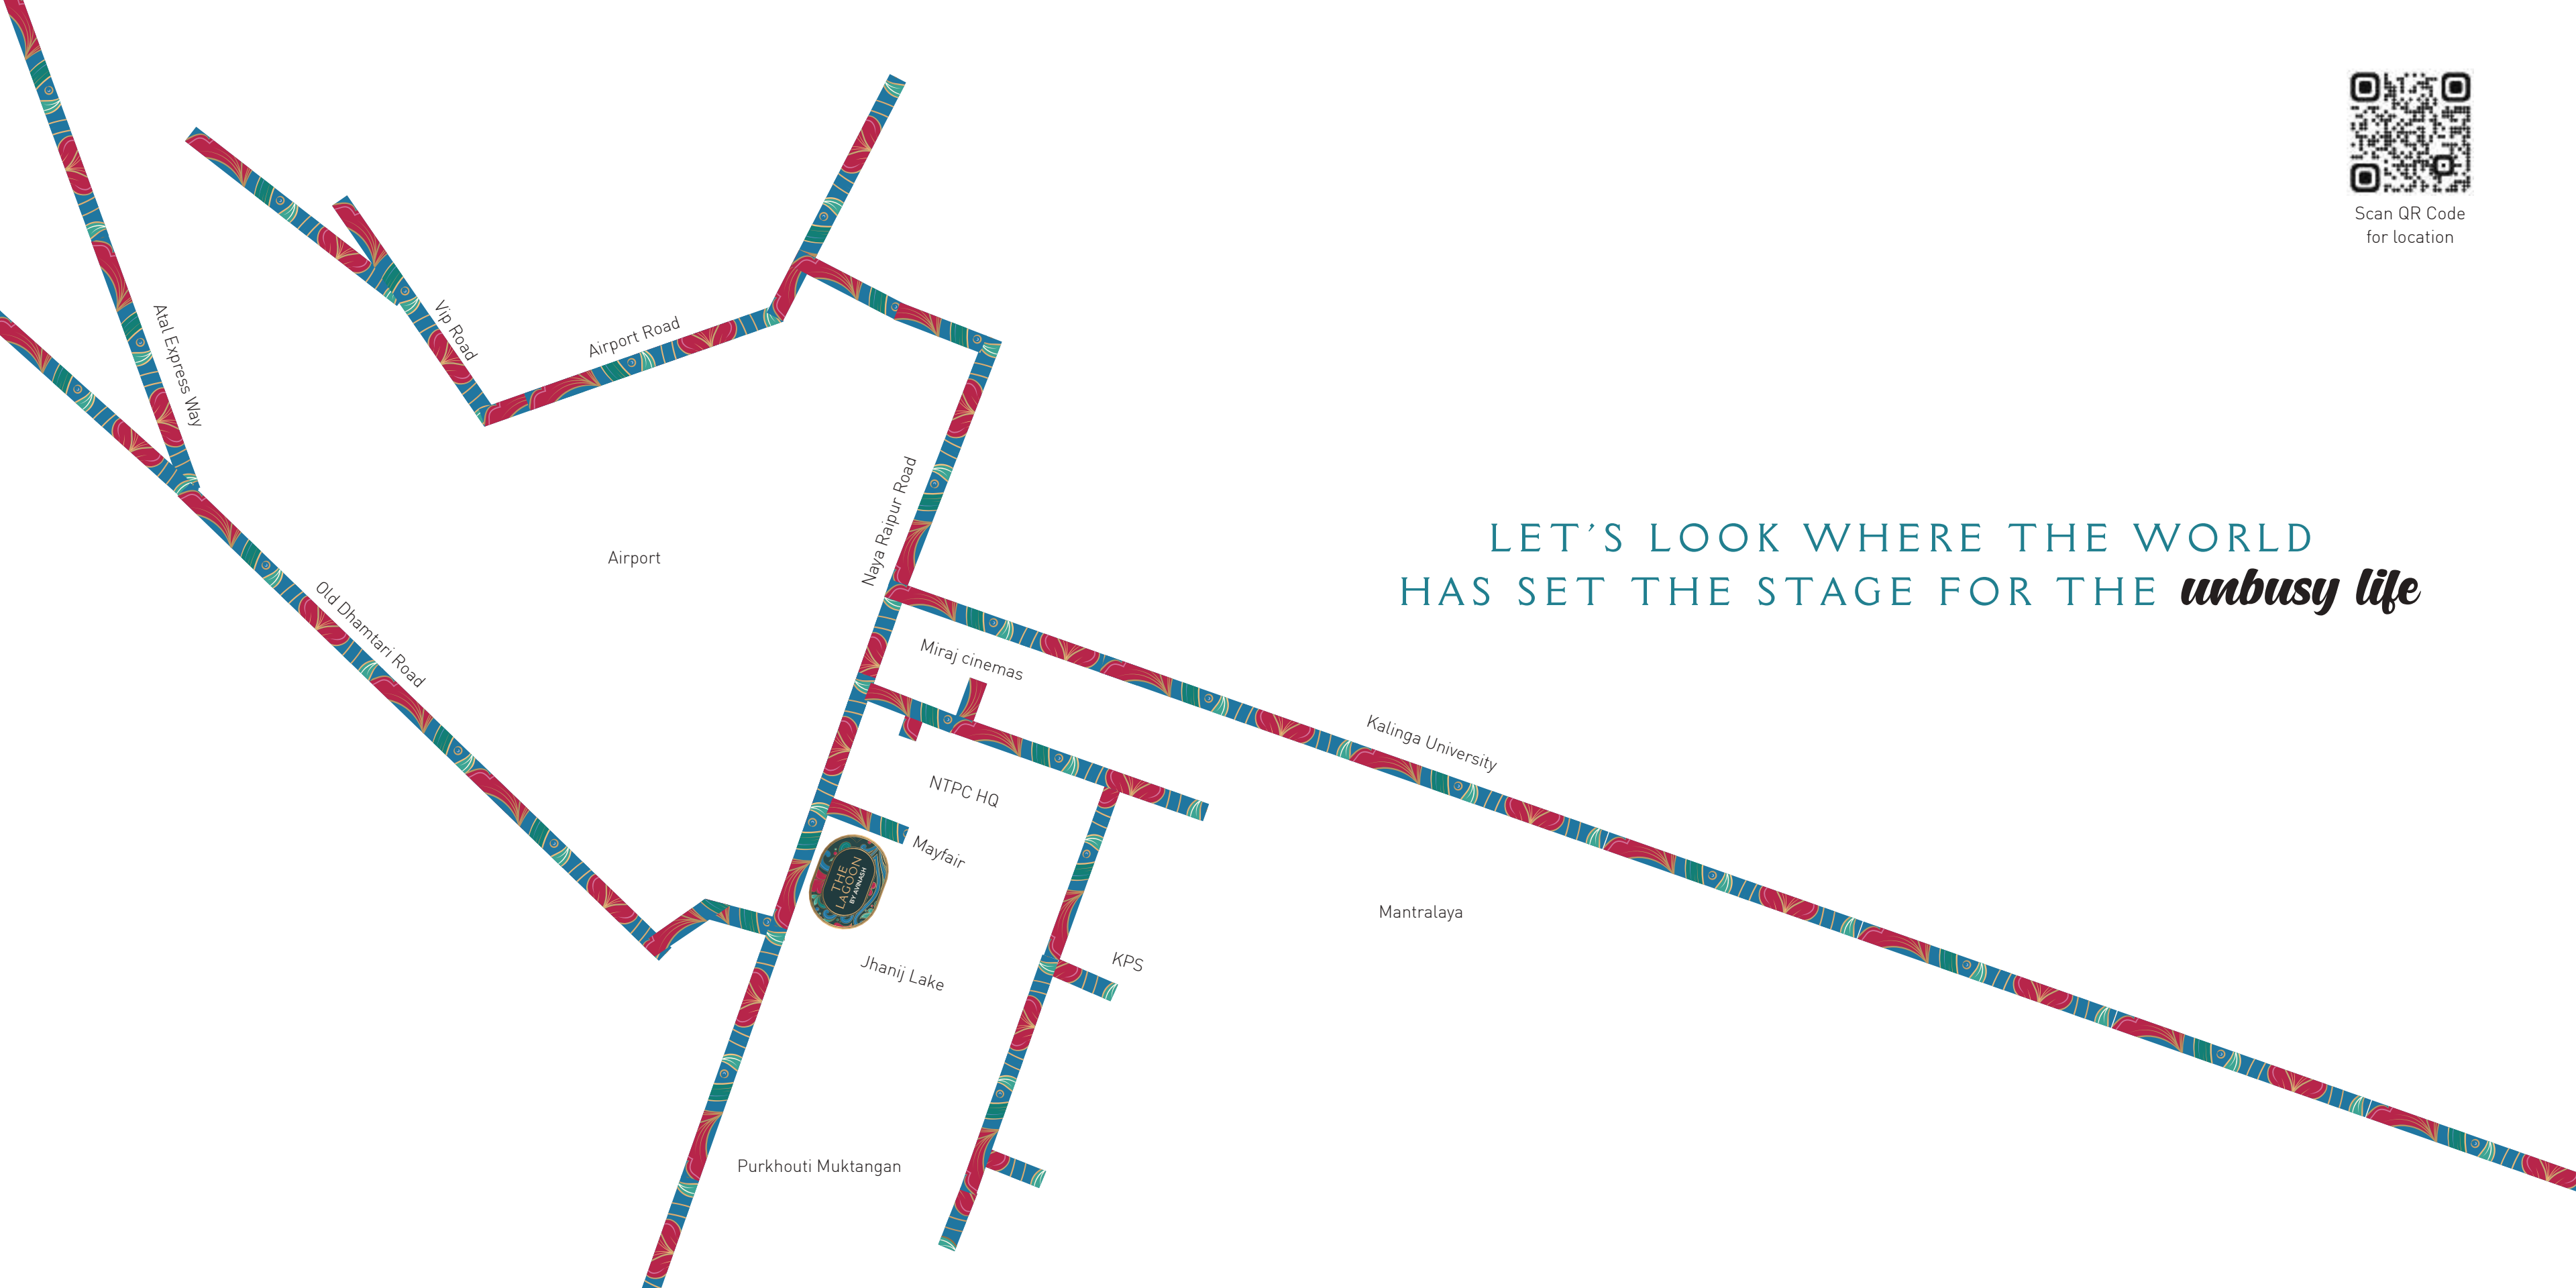 Scan QR Code
for location
Atal Express Way
Vip Road
Airport Road
Naya Raipur Road
Airport
LET'S LOOK WHERE THE WORLD
HAS SET THE STAGE FOR THE unbusy life
Old Dhamtari Road
Miraj cinemas
Kalinga University
NTPC HQ
Mayfair
THE
LAGOON
BY AVINASH
Mantralaya
Jhanij Lake
KPS
Purkhouti Muktangan